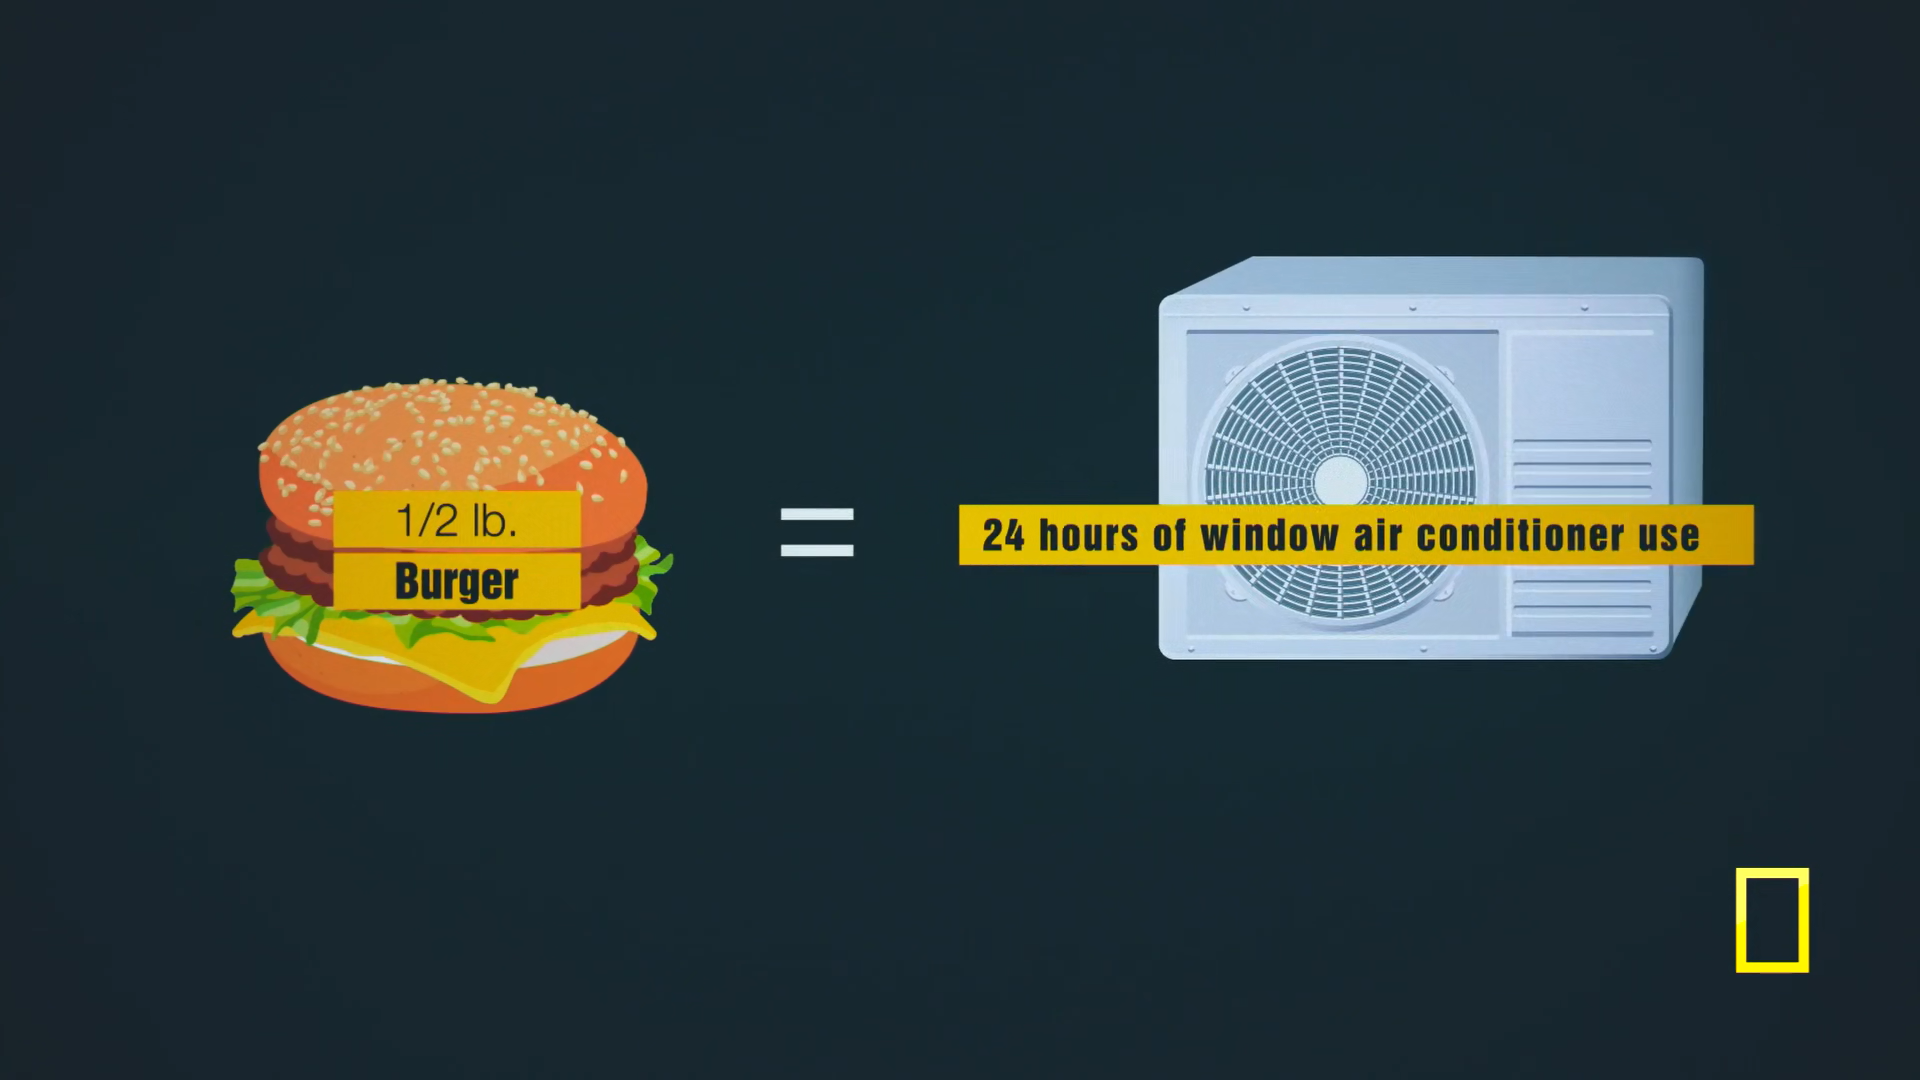 1/2 lb.
Burger
=
24 hours of window air conditioner use